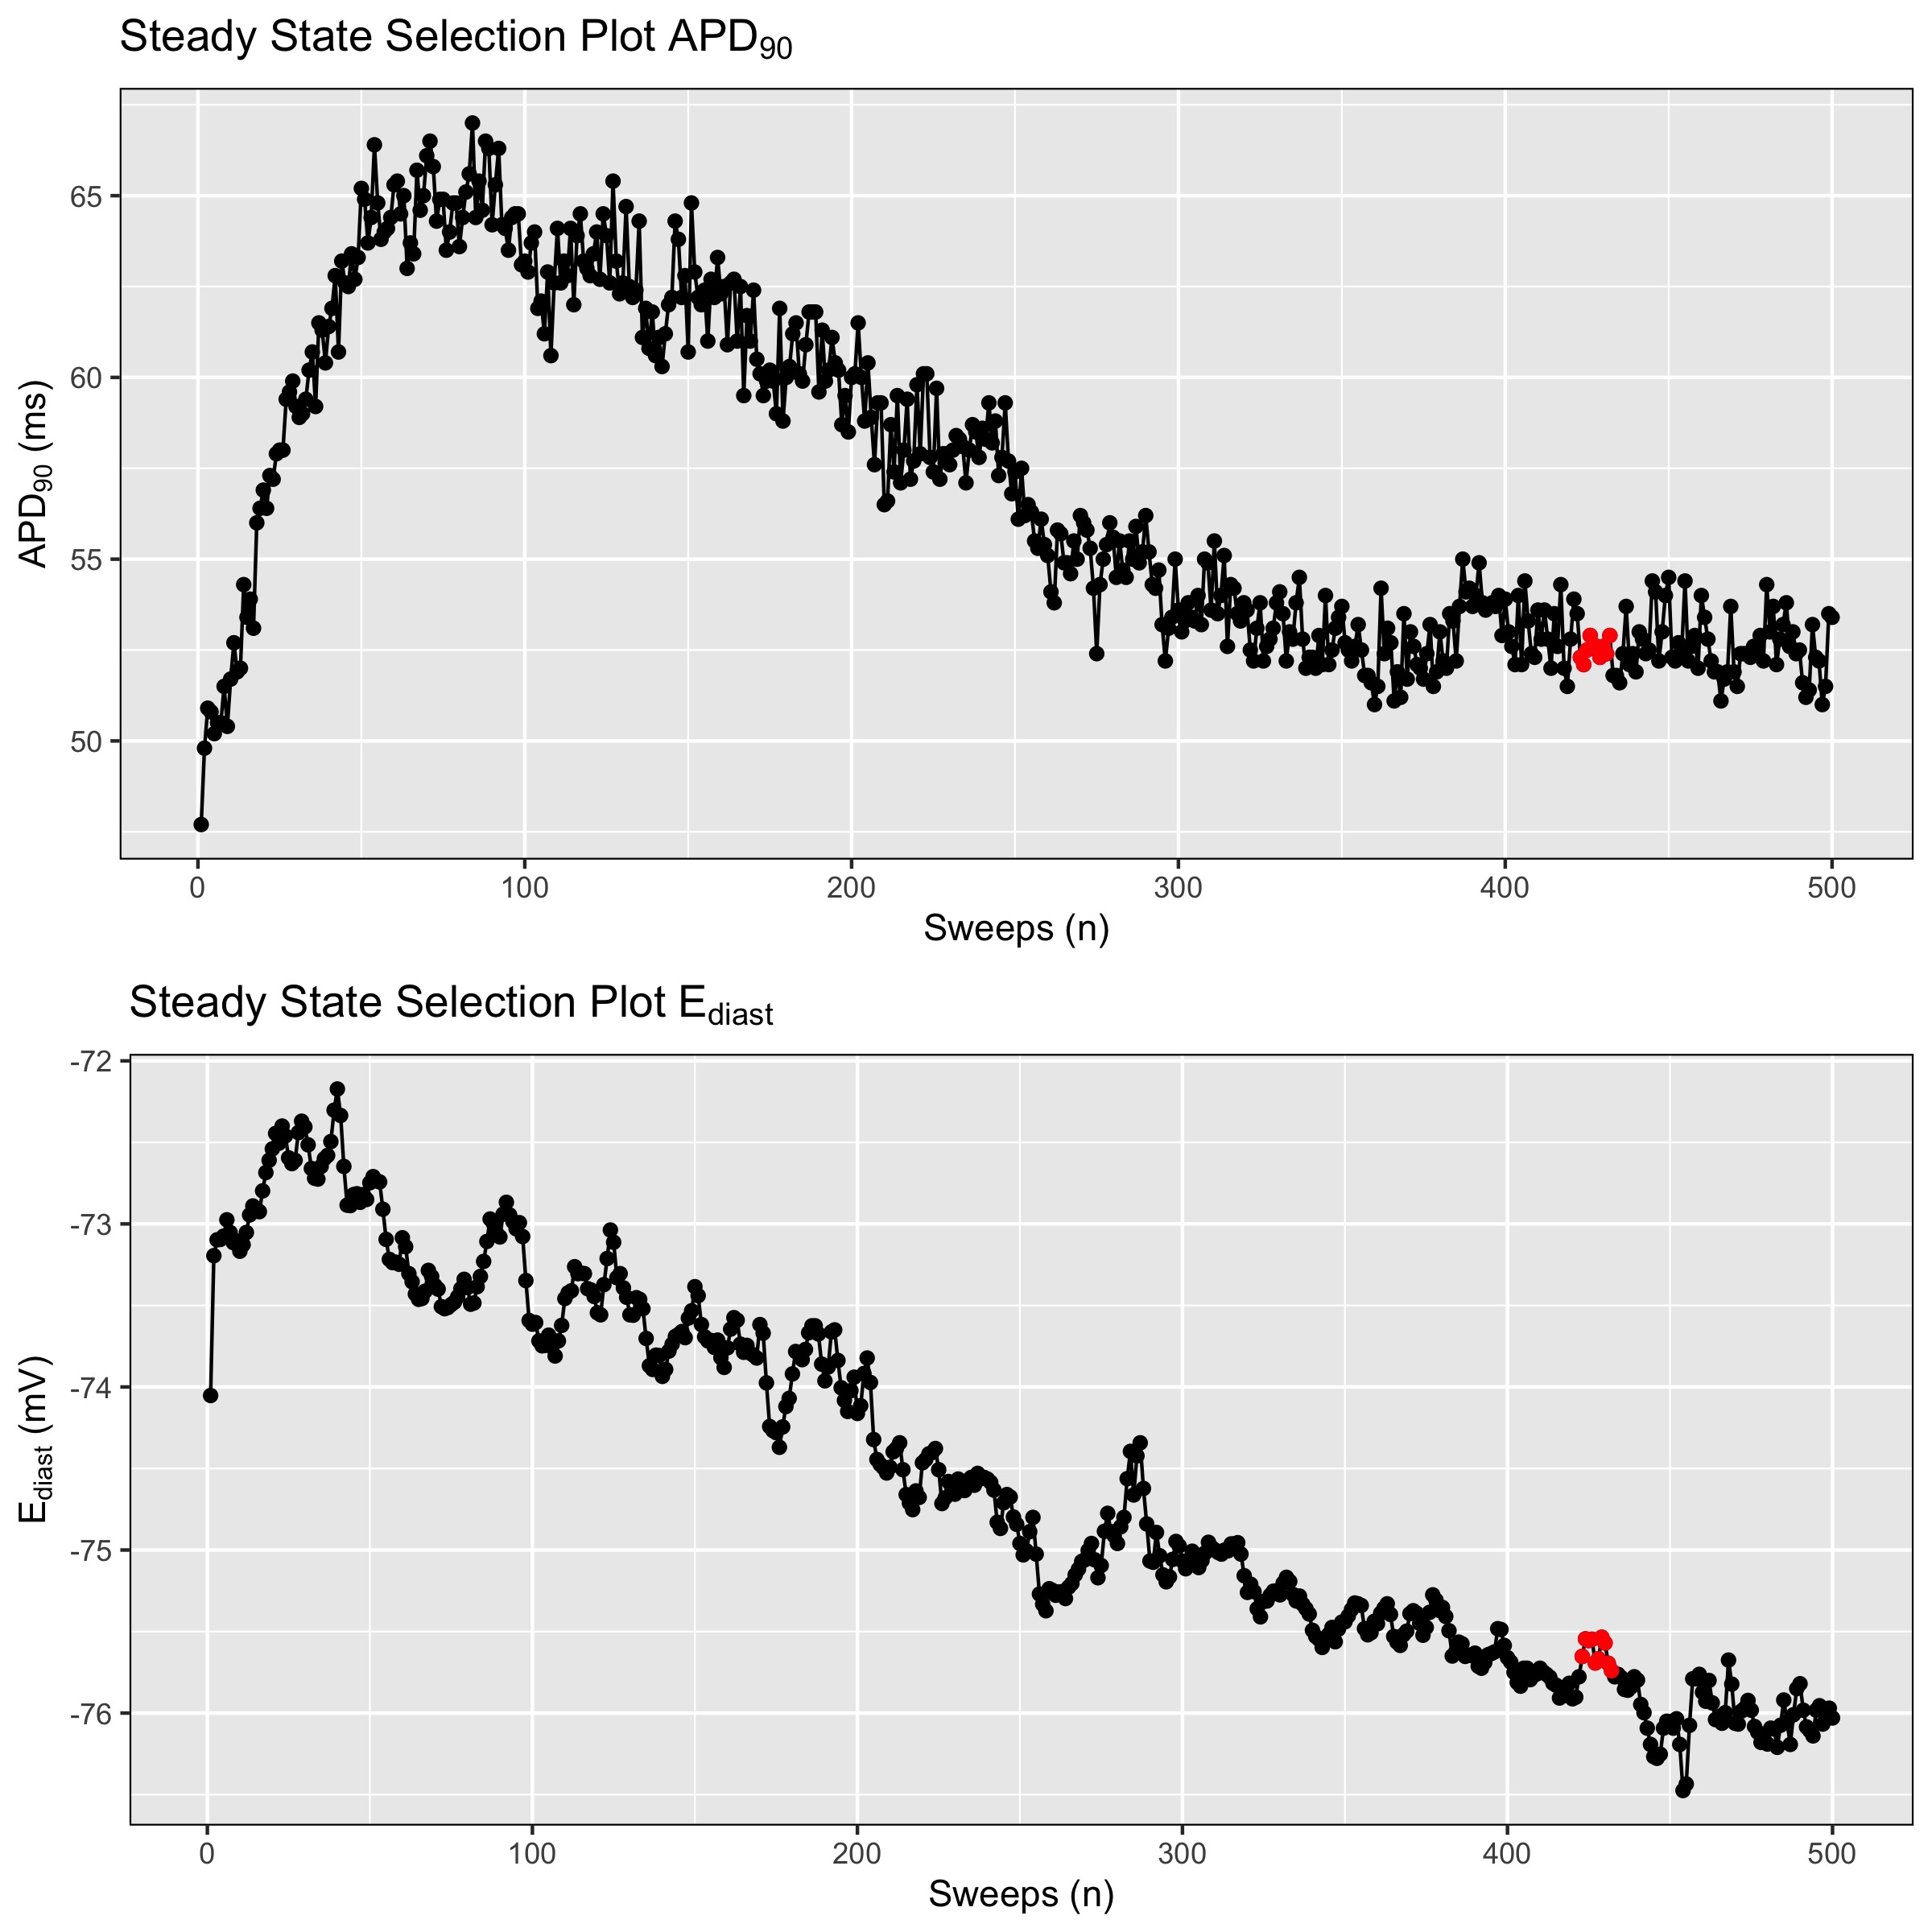 Steady State Selection Plot APD90
65
60
55
50
APD90 (ms)
0 100 200 300 400 500
Sweeps (n)
Steady State Selection Plot Ediast
-72
-73
-74
-75
-76
Ediast (mV)
0 100 200 300 400 500
Sweeps (n)